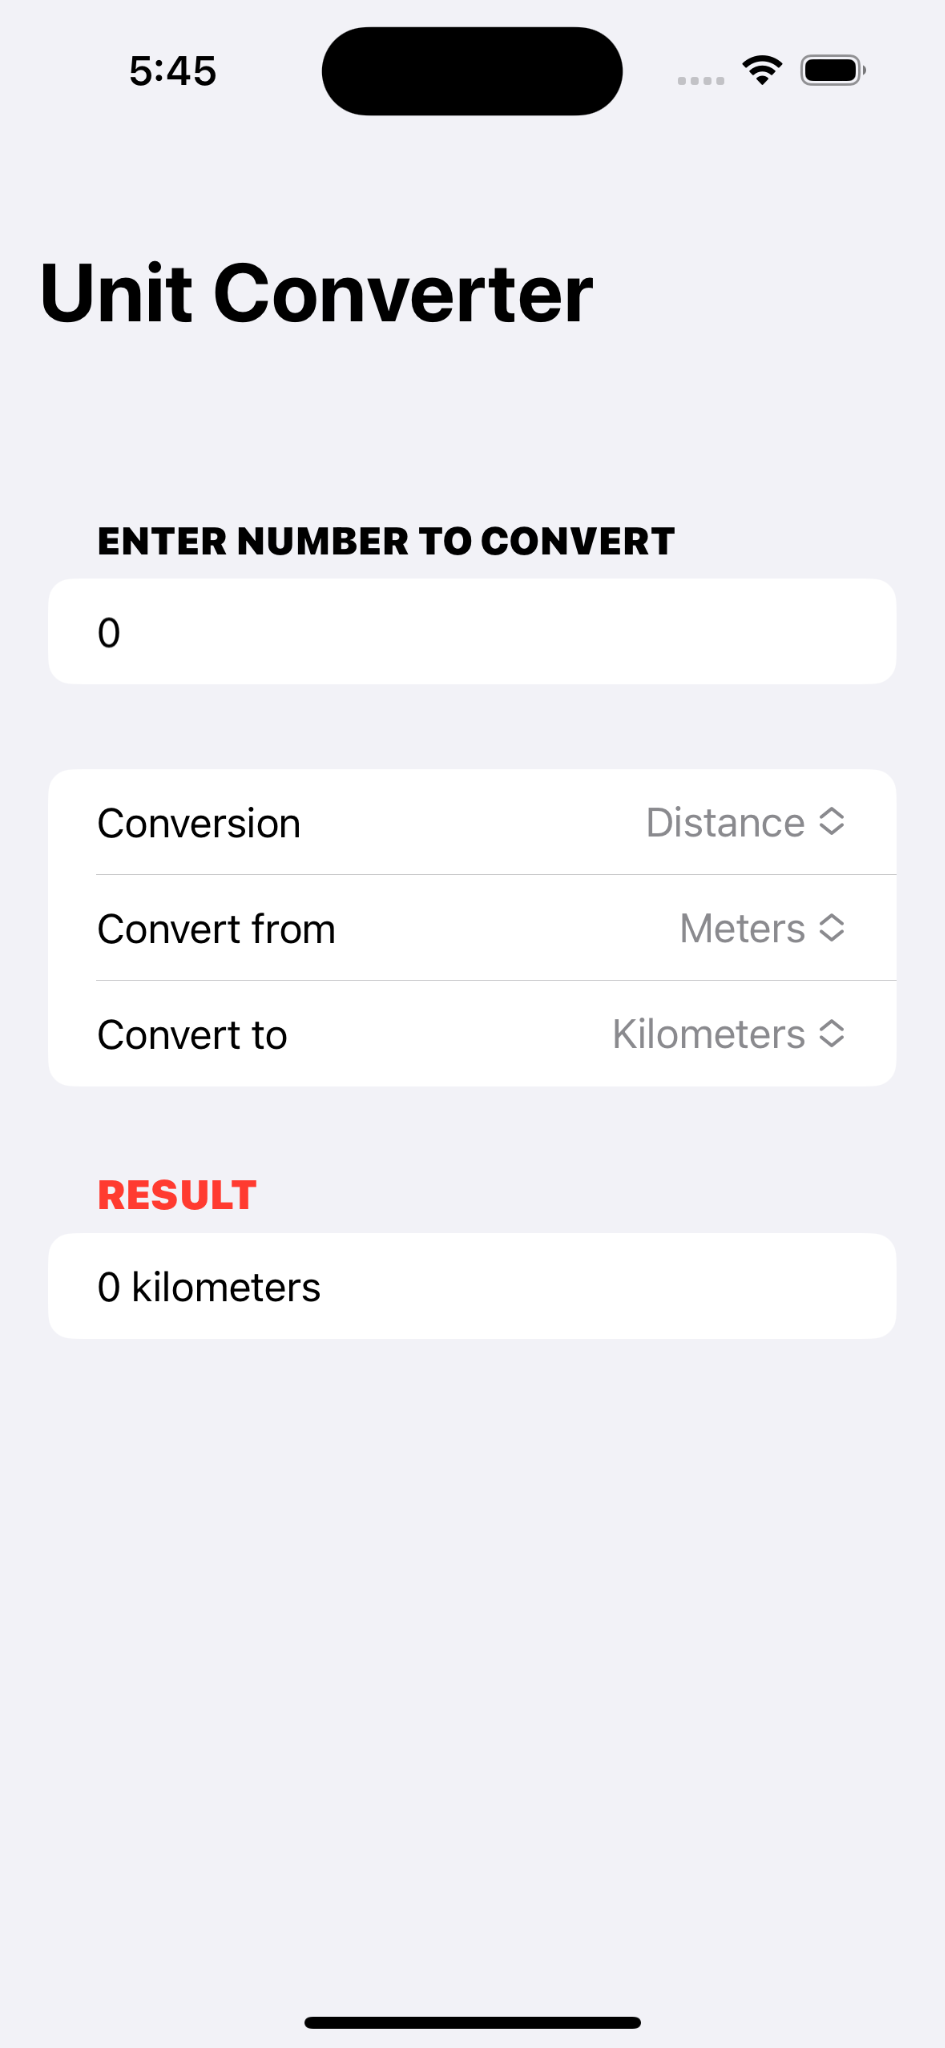 5:45
Unit Converter
ENTER NUMBER TO CONVERT
0
Conversion Distance
Convert from Meters
Convert to Kilometers
RESULT
0 kilometers